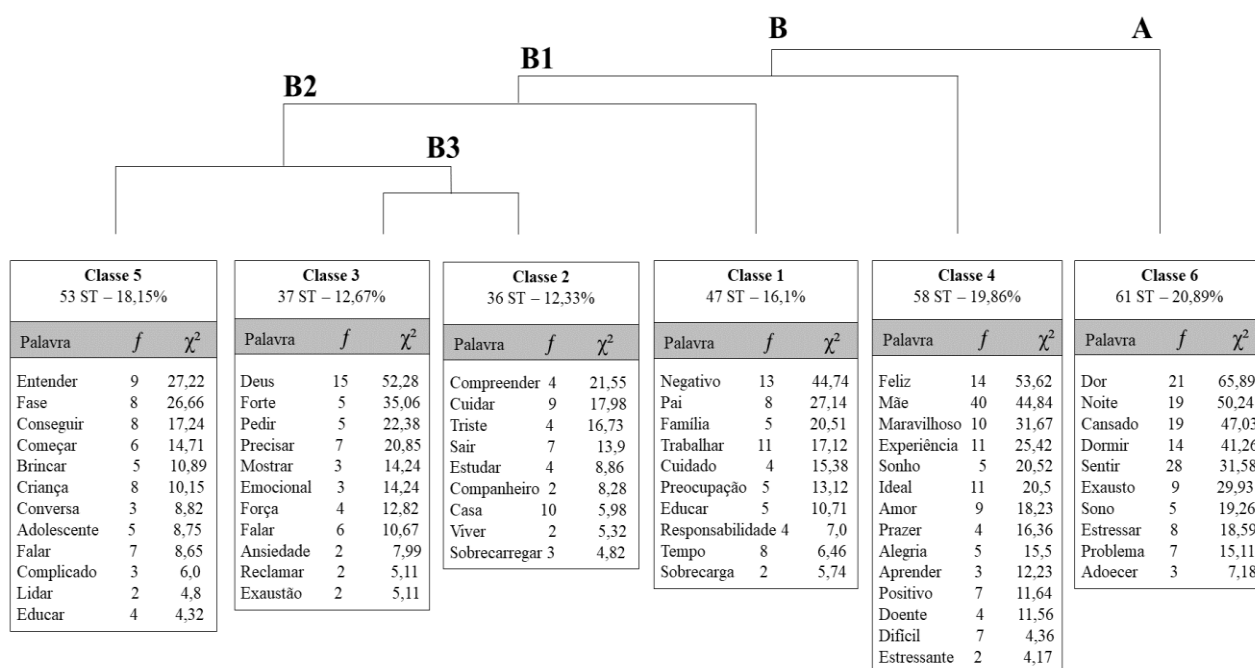 B A
B1
B2
B3
Classe 5
53 ST – 18,15%
Palavra f χ²
Entender 9 27,22
Fase 8 26,66
Conseguir 8 17,24
Começar 6 14,71
Brincar 5 10,89
Criança 8 10,15
Conversa 3 8,82
Adolescente 5 8,75
Falar 7 8,65
Complicado 3 6,0
Lidar 2 4,8
Educar 4 4,32
Classe 3
37 ST – 12,67%
Palavra f χ²
Deus 15 52,28
Forte 5 35,06
Pedir 5 22,38
Precisar 7 20,85
Mostrar 3 14,24
Emocional 3 14,24
Força 4 12,82
Falar 6 10,67
Ansiedade 2 7,99
Reclamar 2 5,11
Exaustão 2 5,11
Classe 2
36 ST – 12,33%
Palavra f χ²
Compreender 4 21,55
Cuidar 9 17,98
Triste 4 16,73
Sair 7 13,9
Estudar 4 8,86
Companheiro 2 8,28
Casa 10 5,98
Viver 2 5,32
Sobrecarregar 3 4,82
Classe 1
47 ST – 16,1%
Palavra f χ²
Negativo 13 44,74
Pai 8 27,14
Família 5 20,51
Trabalhar 11 17,12
Cuidado 4 15,38
Preocupação 5 13,12
Educar 5 10,71
Responsabilidade 4 7,0
Tempo 8 6,46
Sobrecarga 2 5,74
Classe 4
58 ST – 19,86%
Palavra f χ²
Feliz 14 53,62
Mãe 40 44,84
Maravilhoso 10 31,67
Experiência 11 25,42
Sonho 5 20,52
Ideal 11 20,5
Amor 9 18,23
Prazer 4 16,36
Alegria 5 15,5
Aprender 3 12,23
Positivo 7 11,64
Doente 4 11,56
Difícil 7 4,36
Estressante 2 4,17
Classe 6
61 ST – 20,89%
Palavra f χ²
Dor 21 65,89
Noite 19 50,24
Cansado 19 47,03
Dormir 14 41,26
Sentir 28 31,58
Exausto 9 29,93
Sono 5 19,26
Estressar 8 18,59
Problema 7 15,11
Adoecer 3 7,18